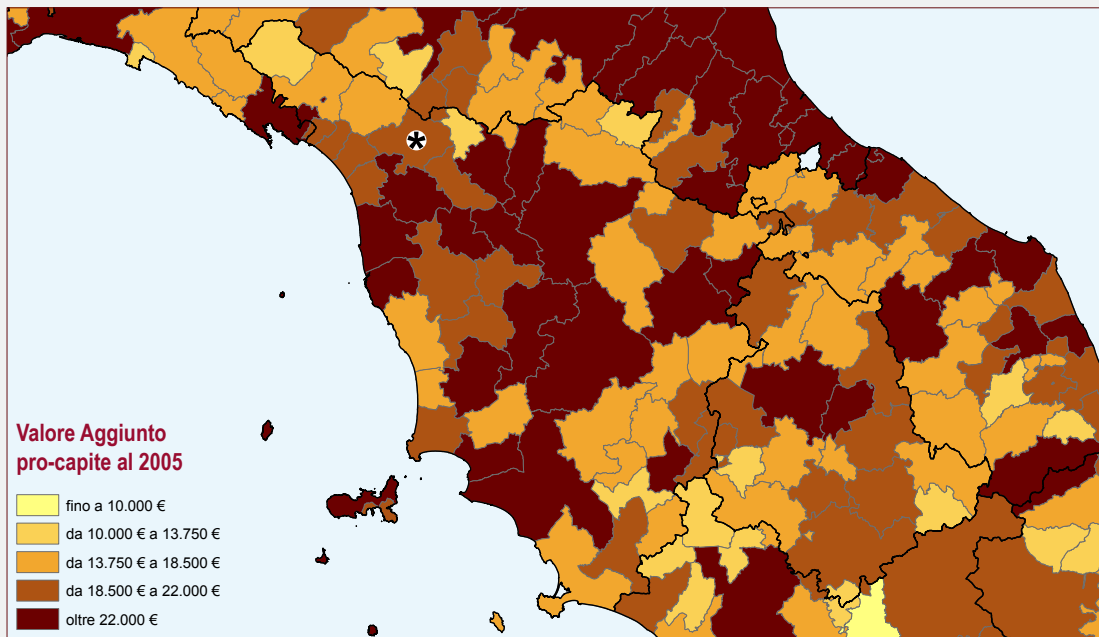 Valore Aggiunto
pro-capite al 2005
fino a 10.000 €
da 10.000 € a 13.750 €
da 13.750 € a 18.500 €
da 18.500 € a 22.000 €
oltre 22.000 €